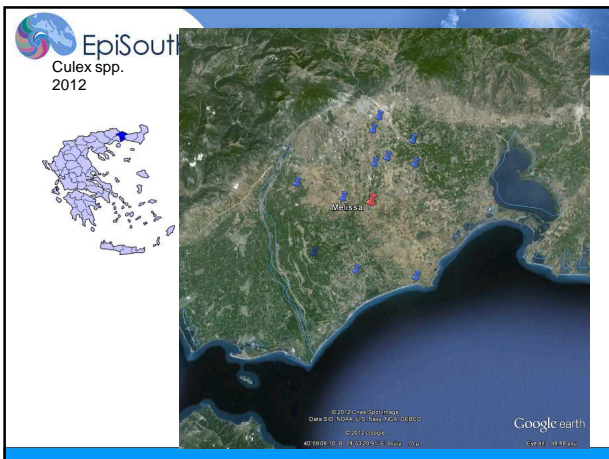 EpiSouth
Culex spp.
2012
Melissa
© 2012 Cnes/Spot Image
Data SIO, NOAA, U.S. Navy, NGA, GEBCO
© 2012 Google
Google earth